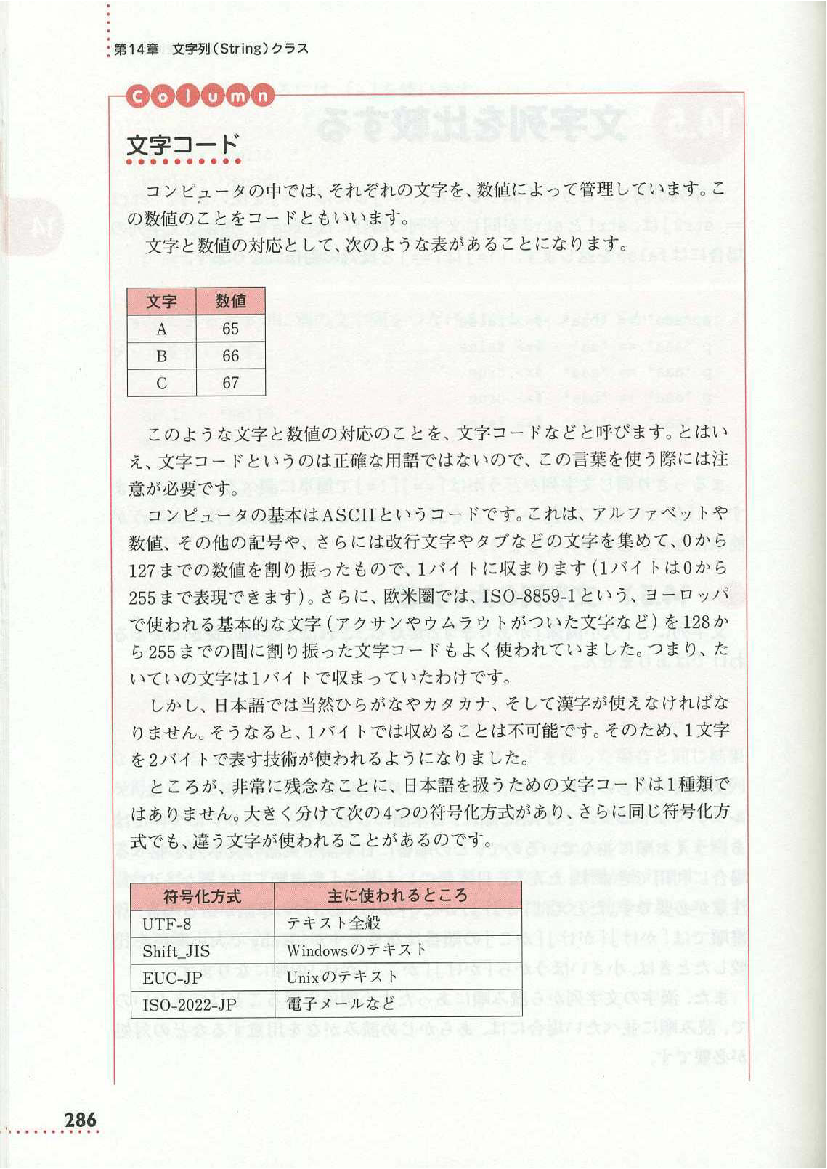 第14章　文字列(String)クラス
Column
文字コード
コンピュータの中では、それぞれの文字を、数値によって管理しています。こ
の数値のことをコードともいいます。
文字と数値の対応として、次のような表があることになります。
文字 数値
A 65
B 66
C 67
このような文字と数値の対応のことを、文字コードなどと呼びます。とはい
え、文字コードというのは正確な用語ではないので、この言葉を使う際には注
意が必要です。
コンピュータの基本はASCIIというコードです。これは、アルファベットや
数値、その他の記号や、さらには改行文字やタブなどの文字を集めて、0から
127までの数値を割り振ったもので、1バイトに収まります(1バイトは0から
255まで表現できます)。さらに、欧米圏では、ISO-8859-1という、ヨーロッパ
で使われる基本的な文字(アクサンやウムラウトがついた文字など)を128か
ら255までの間に割り振った文字コードもよく使われていました。つまり、た
いていの文字は1バイトで収まっていたわけです。
しかし、日本語では当然ひらがなやカタカナ、そして漢字が使えなければな
りません。そうなると、1バイトでは収めることは不可能です。そのため、1文字
を2バイトで表す技術が使われるようになりました。
ところが、非常に残念なことに、日本語を扱うための文字コードは1種類で
はありません。大きく分けて次の4つの符号化方式があり、さらに同じ符号化方
式でも、違う文字が使われることがあるのです。
符号化方式 主に使われるところ
UTF-8 テキスト全般
Shift_JIS Windowsのテキスト
EUC-JP Unixのテキスト
ISO-2022-JP 電子メールなど
286